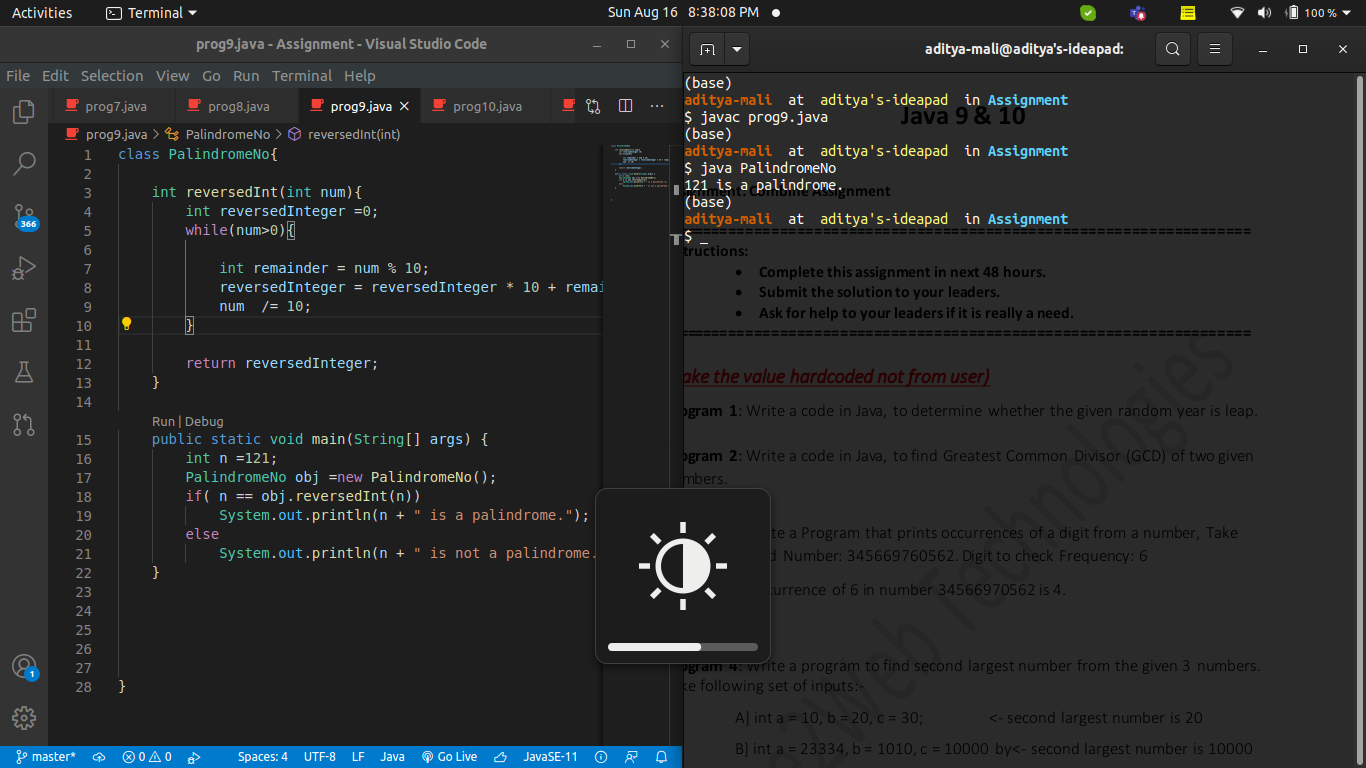 Activities Terminal Sun Aug 16 8:38:08 PM 100 %
prog9.java - Assignment - Visual Studio Code
File Edit Selection View Go Run Terminal Help
prog7.java prog8.java prog9.java prog10.java
prog9.java > PalindromeNo > reversedInt(int)
1 class PalindromeNo{
2
3 int reversedInt(int num){
4 int reversedInteger =0;
5 while(num>0){
6
7 int remainder = num % 10;
8 reversedInteger = reversedInteger * 10 + remai
9 num /= 10;
10 }
11
12 return reversedInteger;
13 }
14
Run | Debug
15 public static void main(String[] args) {
16 int n =121;
17 PalindromeNo obj =new PalindromeNo();
18 if( n == obj.reversedInt(n))
19 System.out.println(n + " is a palindrome.");
20 else
21 System.out.println(n + " is not a palindrome.
22 }
23
24
25
26
27
28 }
366
1
master* 0 0 Spaces: 4 UTF-8 LF Java Go Live JavaSE-11
aditya-mali@aditya's-ideapad:
(base)
aditya-mali at aditya's-ideapad in Assignment
$ javac prog9.java
(base)
aditya-mali at aditya's-ideapad in Assignment
$ java PalindromeNo
121 is a palindrome.
(base)
aditya-mali at aditya's-ideapad in Assignment
$ _
Java 9 & 10
Combine Assignment
tructions:
• Complete this assignment in next 48 hours.
• Submit the solution to your leaders.
• Ask for help to your leaders if it is really a need.
ake the value hardcoded not from user)
ogram 1: Write a code in Java, to determine whether the given random year is leap.
ogram 2: Write a code in Java, to find Greatest Common Divisor (GCD) of two given
mbers.
te a Program that prints occurrences of a digit from a number, Take
d Number: 345669760562. Digit to check Frequency: 6
currence of 6 in number 34566970562 is 4.
ogram 4: Write a program to find second largest number from the given 3 numbers.
ke following set of inputs:-
A] int a = 10, b = 20, c = 30; <- second largest number is 20
B] int a = 23334, b = 1010, c = 10000 by<- second largest number is 10000
e2Web Technologies